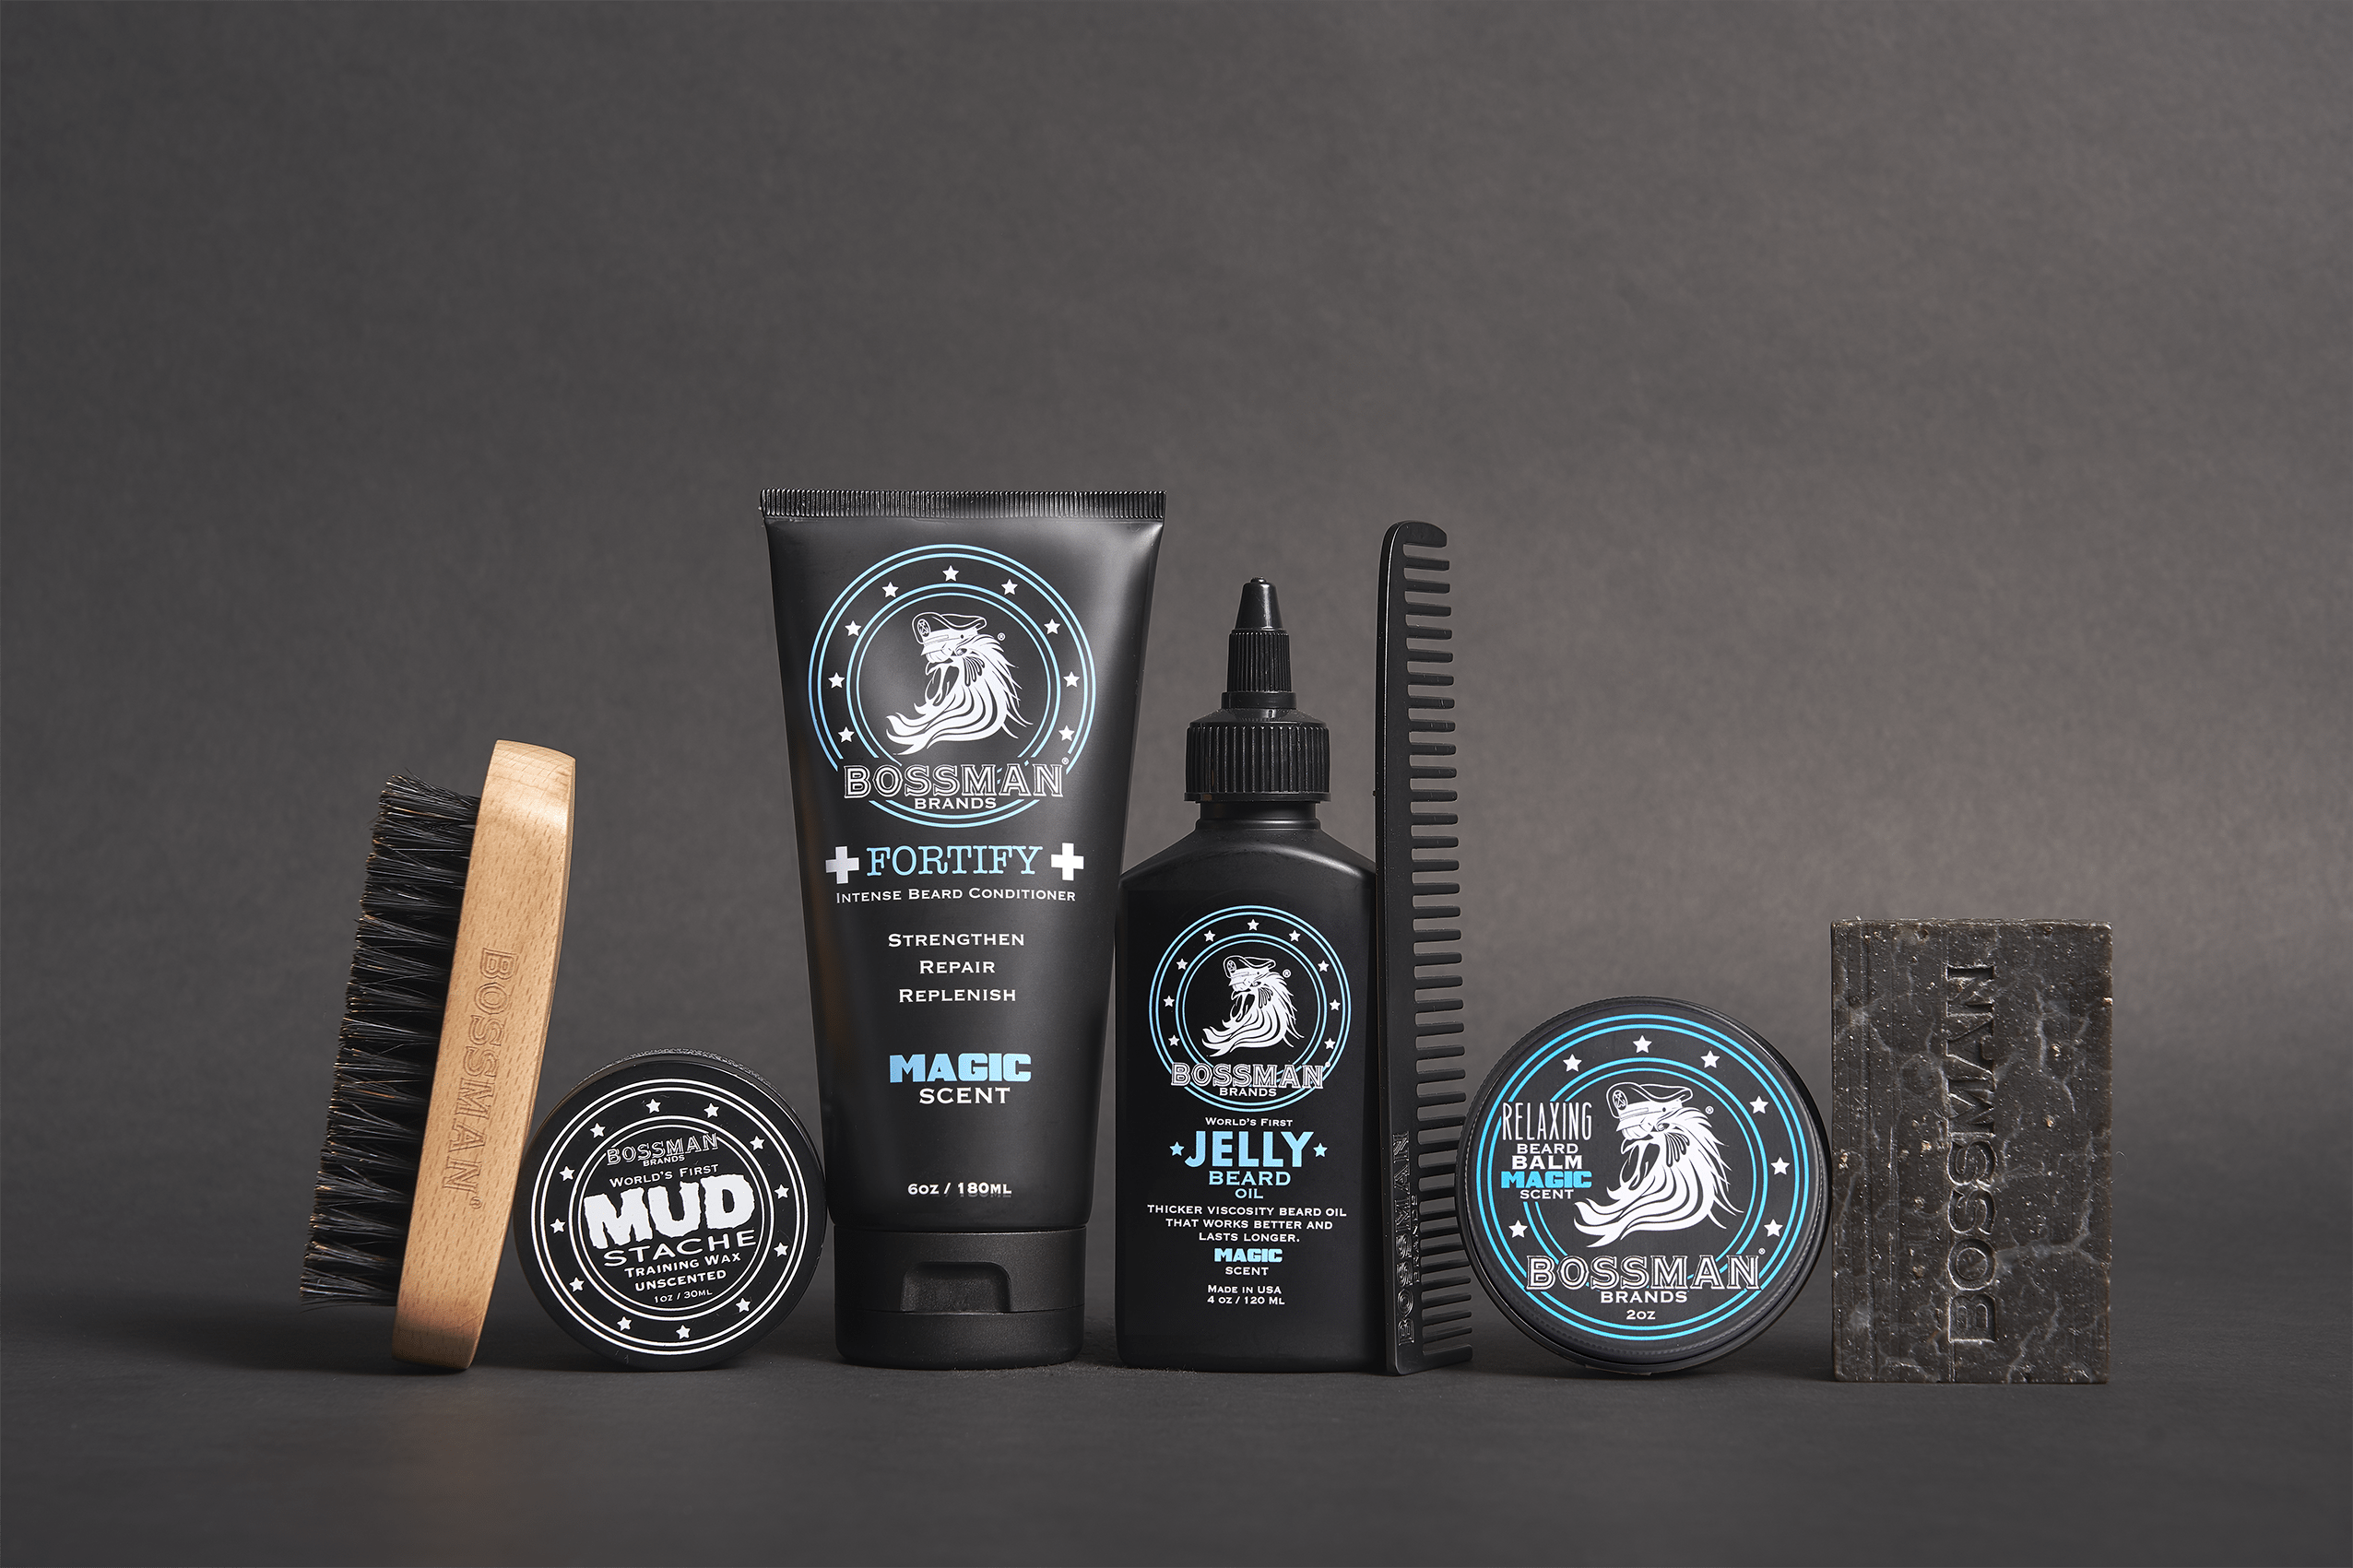 BOSSMAN
BOSSMAN
BRANDS
WORLD'S FIRST
MUD
STACHE
TRAINING WAX
UNSCENTED
1OZ / 30ML
BOSSMAN®
BRANDS
FORTIFY
INTENSE BEARD CONDITIONER
STRENGTHEN
REPAIR
REPLENISH
MAGIC
SCENT
6OZ / 180ML
BOSSMAN®
BRANDS
WORLD'S FIRST
JELLY
BEARD
OIL
THICKER VISCOSITY BEARD OIL
THAT WORKS BETTER AND
LASTS LONGER.
MAGIC
SCENT
MADE IN USA
4 OZ / 120 ML
BOSSMAN
BRANDS
RELAXING
BEARD
BALM
MAGIC
SCENT
BOSSMAN®
BRANDS
2OZ
BOSSMAN